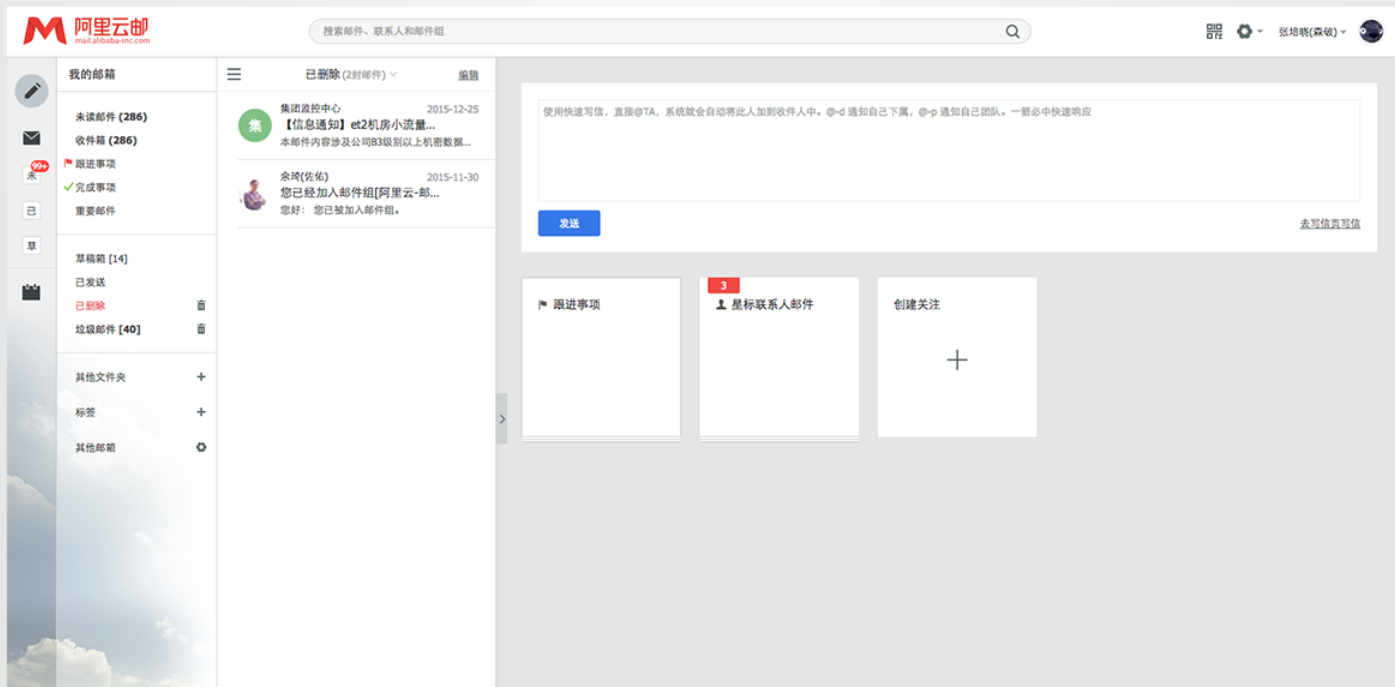 阿里云邮
mail.alibaba-inc.com
搜索邮件、联系人和邮件组
张培晓(森破)
我的邮箱
未读邮件 (286)
收件箱 (286)
跟进事项
完成事项
重要邮件
草稿箱 [14]
已发送
已删除
垃圾邮件 [40]
其他文件夹
标签
其他邮箱
99+
未
己
草
已删除 (2封邮件)
编辑
集
集团监控中心 2015-12-25
【信息通知】et2机房小流量...
本邮件内容涉及公司B3级别以上机密数据...
余琦(佐佑) 2015-11-30
您已经加入邮件组[阿里云-邮...
您好： 您已被加入邮件组。
使用快速写信，直接@TA，系统就会自动将此人加到收件人中。@-d 通知自己下属，@-p 通知自己团队。一箭必中快速响应
发送
去写信页写信
跟进事项
3
星标联系人邮件
创建关注